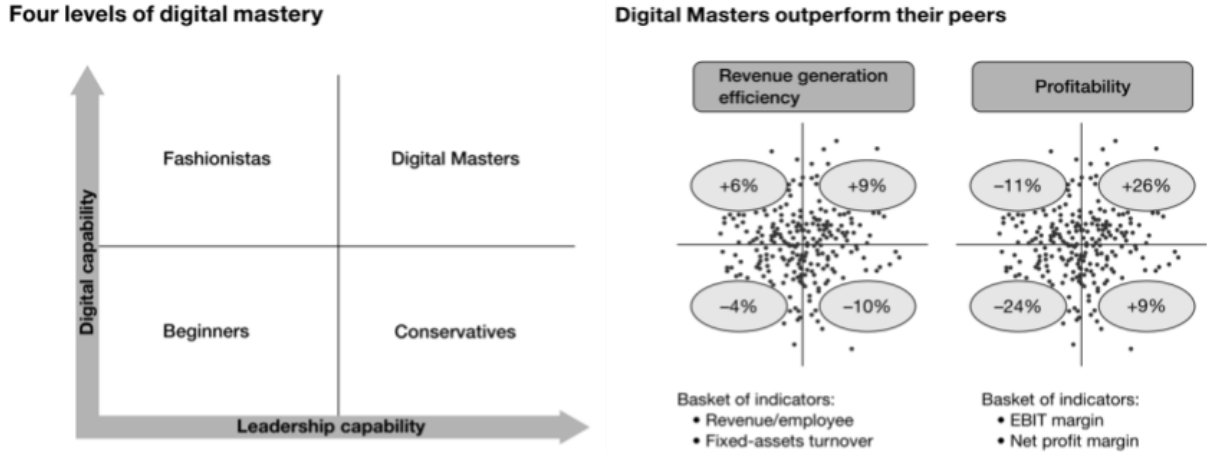 Four levels of digital mastery
Fashionistas
Digital Masters
Beginners
Conservatives
Digital capability
Leadership capability
Digital Masters outperform their peers
Revenue generation
efficiency
+6%
+9%
–4%
–10%
Basket of indicators:
• Revenue/employee
• Fixed-assets turnover
Profitability
–11%
+26%
–24%
+9%
Basket of indicators:
• EBIT margin
• Net profit margin